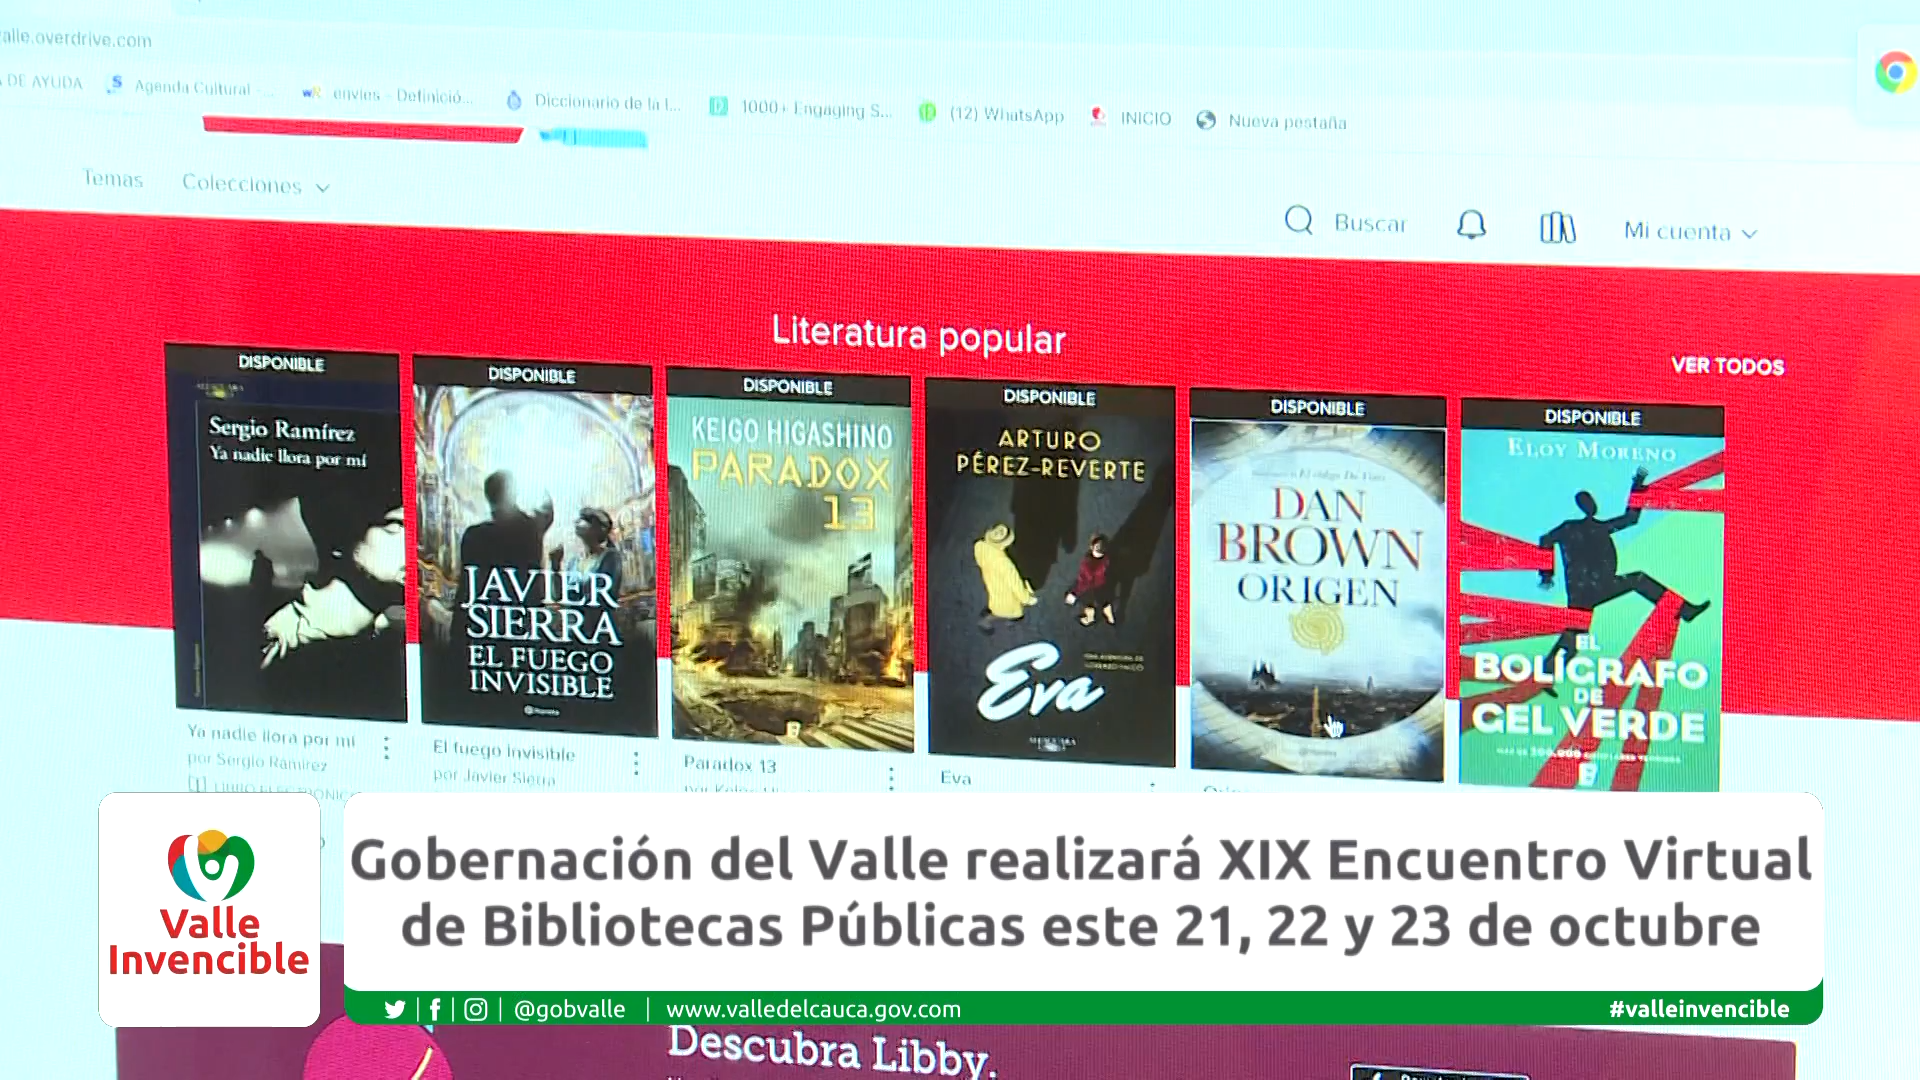 alle.overdrive.com
DE AYUDA
Agenda Cultural - ...
envíes - Definició...
Diccionario de la l...
1000+ Engaging S...
(12) WhatsApp
INICIO
Nueva pestaña
Temas
Colecciones
Buscar
Mi cuenta
Literatura popular
VER TODOS
DISPONIBLE
DISPONIBLE
DISPONIBLE
DISPONIBLE
DISPONIBLE
DISPONIBLE
Sergio Ramírez
Ya nadie llora por mí
JAVIER
SIERRA
EL FUEGO
INVISIBLE
Planeta
KEIGO HIGASHINO
PARADOX
13
ARTURO
PÉREZ-REVERTE
Eva
ALFAGUARA
DAN
BROWN
ORIGEN
ELOY MORENO
EL
BOLÍGRAFO
DE
GEL VERDE
Ya nadie llora por mí
por Sergio Ramírez
El fuego invisible
por Javier Sierra
Paradox 13
Eva
Valle
Invencible
Gobernación del Valle realizará XIX Encuentro Virtual
de Bibliotecas Públicas este 21, 22 y 23 de octubre
@gobvalle | www.valledelcauca.gov.com
#valleinvencible
Descubra Libby.